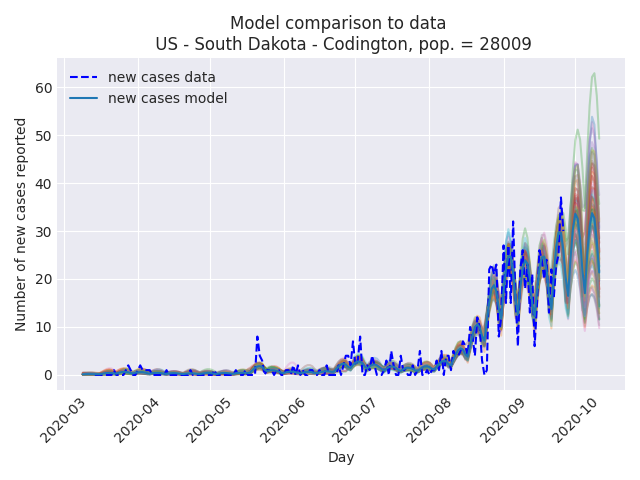 Model comparison to data
US - South Dakota - Codington, pop. = 28009
new cases data
new cases model
Number of new cases reported
60
50
40
30
20
10
0
2020-03
2020-04
2020-05
2020-06
2020-07
2020-08
2020-09
2020-10
Day